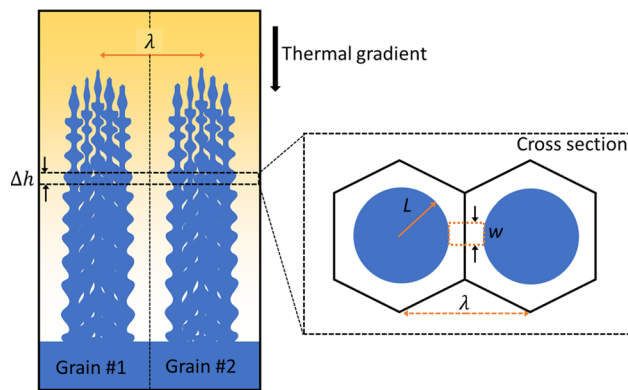 λ
Thermal gradient
Δh
Grain #1
Grain #2
Cross section
L
w
λ